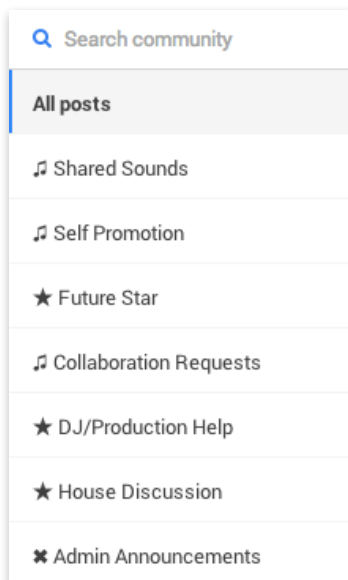 Search community
All posts
♫ Shared Sounds
♫ Self Promotion
★ Future Star
♫ Collaboration Requests
★ DJ/Production Help
★ House Discussion
✖ Admin Announcements